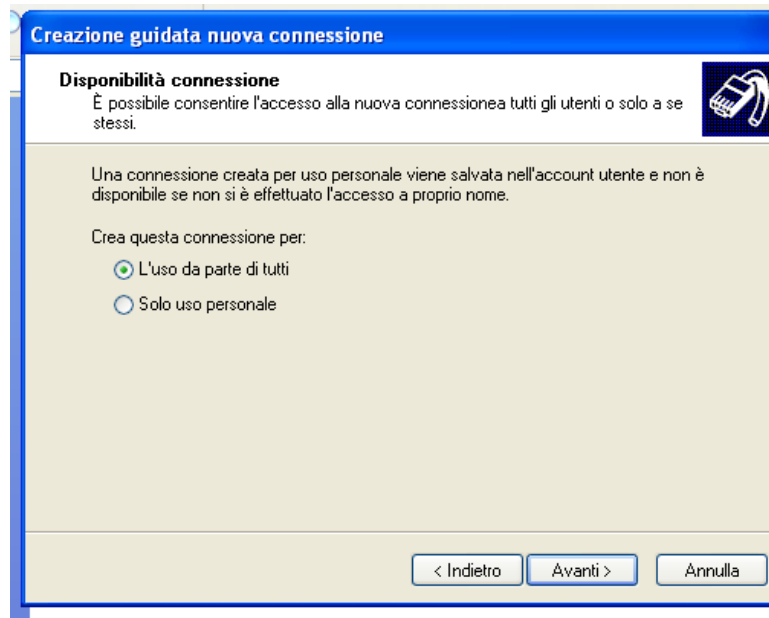 Creazione guidata nuova connessione
Disponibilità connessione
È possibile consentire l'accesso alla nuova connessionea tutti gli utenti o solo a se
stessi.
Una connessione creata per uso personale viene salvata nell'account utente e non è
disponibile se non si è effettuato l'accesso a proprio nome.
Crea questa connessione per:
L'uso da parte di tutti
Solo uso personale
< Indietro
Avanti >
Annulla